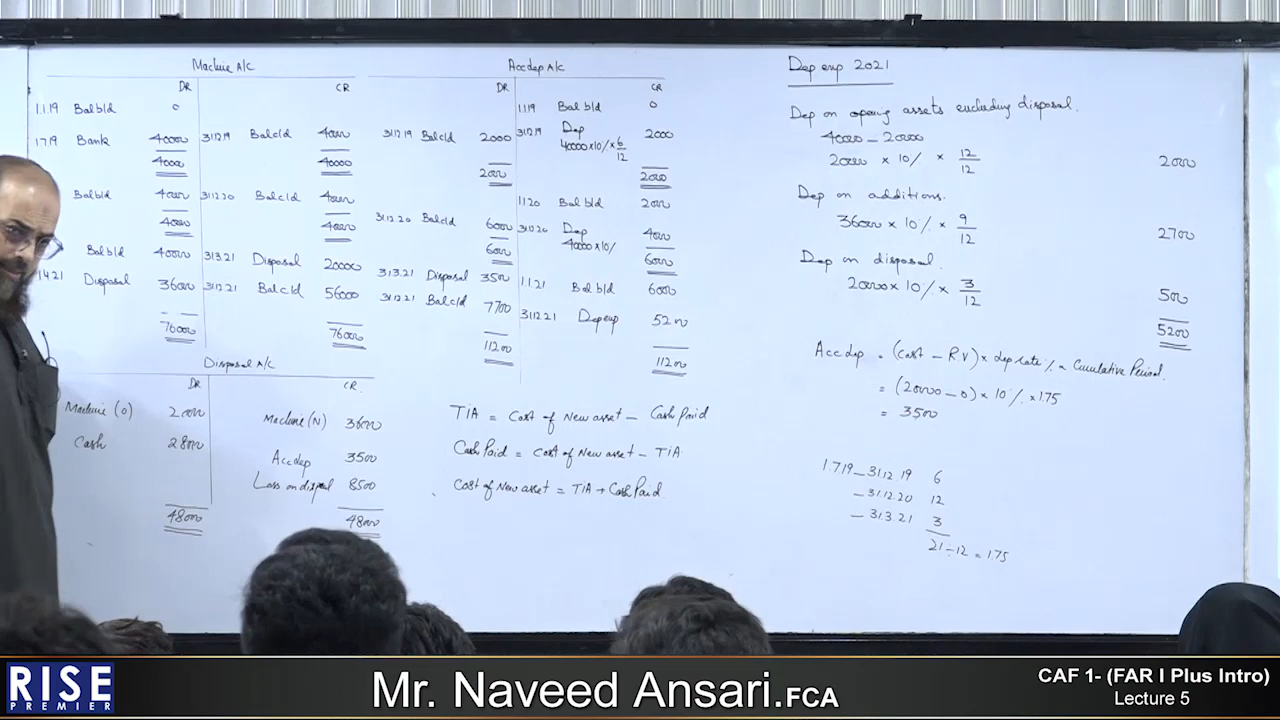 Machine A/C
DR CR
1.1.19 Bal b/d 0
1.7.19 Bank 40000 31.12.19 Bal c/d 40000
40000 40000
Bal b/d 40000 31.12.20 Bal c/d 40000
40000 40000
Bal b/d 40000 31.3.21 Disposal 20000
1.4.21 Disposal 36000 31.12.21 Bal c/d 56000
76000 76000
Acc dep A/C
DR CR
1.1.19 Bal b/d 0
31.12.19 Bal c/d 2000 31.12.19 Dep 2000
40000 x 10% x 6/12
2000 2000
1.1.20 Bal b/d 2000
31.12.20 Bal c/d 6000 31.12.20 Dep 4000
40000 x 10%
6000 6000
31.3.21 Disposal 3500 1.1.21 Bal b/d 6000
31.12.21 Bal c/d 7700 31.12.21 Dep exp 5200
11200 11200
Disposal A/C
DR CR
Machine (O) 20000 Machine (N) 36000
Cash 28000 Acc dep 3500
Loss on disposal 8500
48000 48000
TiA = Cost of New asset - Cash Paid
Cash Paid = Cost of New asset - TiA
Cost of New asset = TiA + Cash Paid
Dep exp 2021
Dep on opening assets excluding disposal.
40000 - 20000
20000 x 10% x 12/12 2000
Dep on additions.
36000 x 10% x 9/12 2700
Dep on disposal.
20000 x 10% x 3/12 500
5200
Acc dep = (Cost - RV) x dep rate% x Cumulative Period.
= (20000 - 0) x 10% x 1.75
= 3500
1.7.19 - 31.12.19 6
- 31.12.20 12
- 31.3.21 3
21 ÷ 12 = 1.75
RISE
PREMIER
Mr. Naveed Ansari.FCA
CAF 1- (FAR I Plus Intro)
Lecture 5